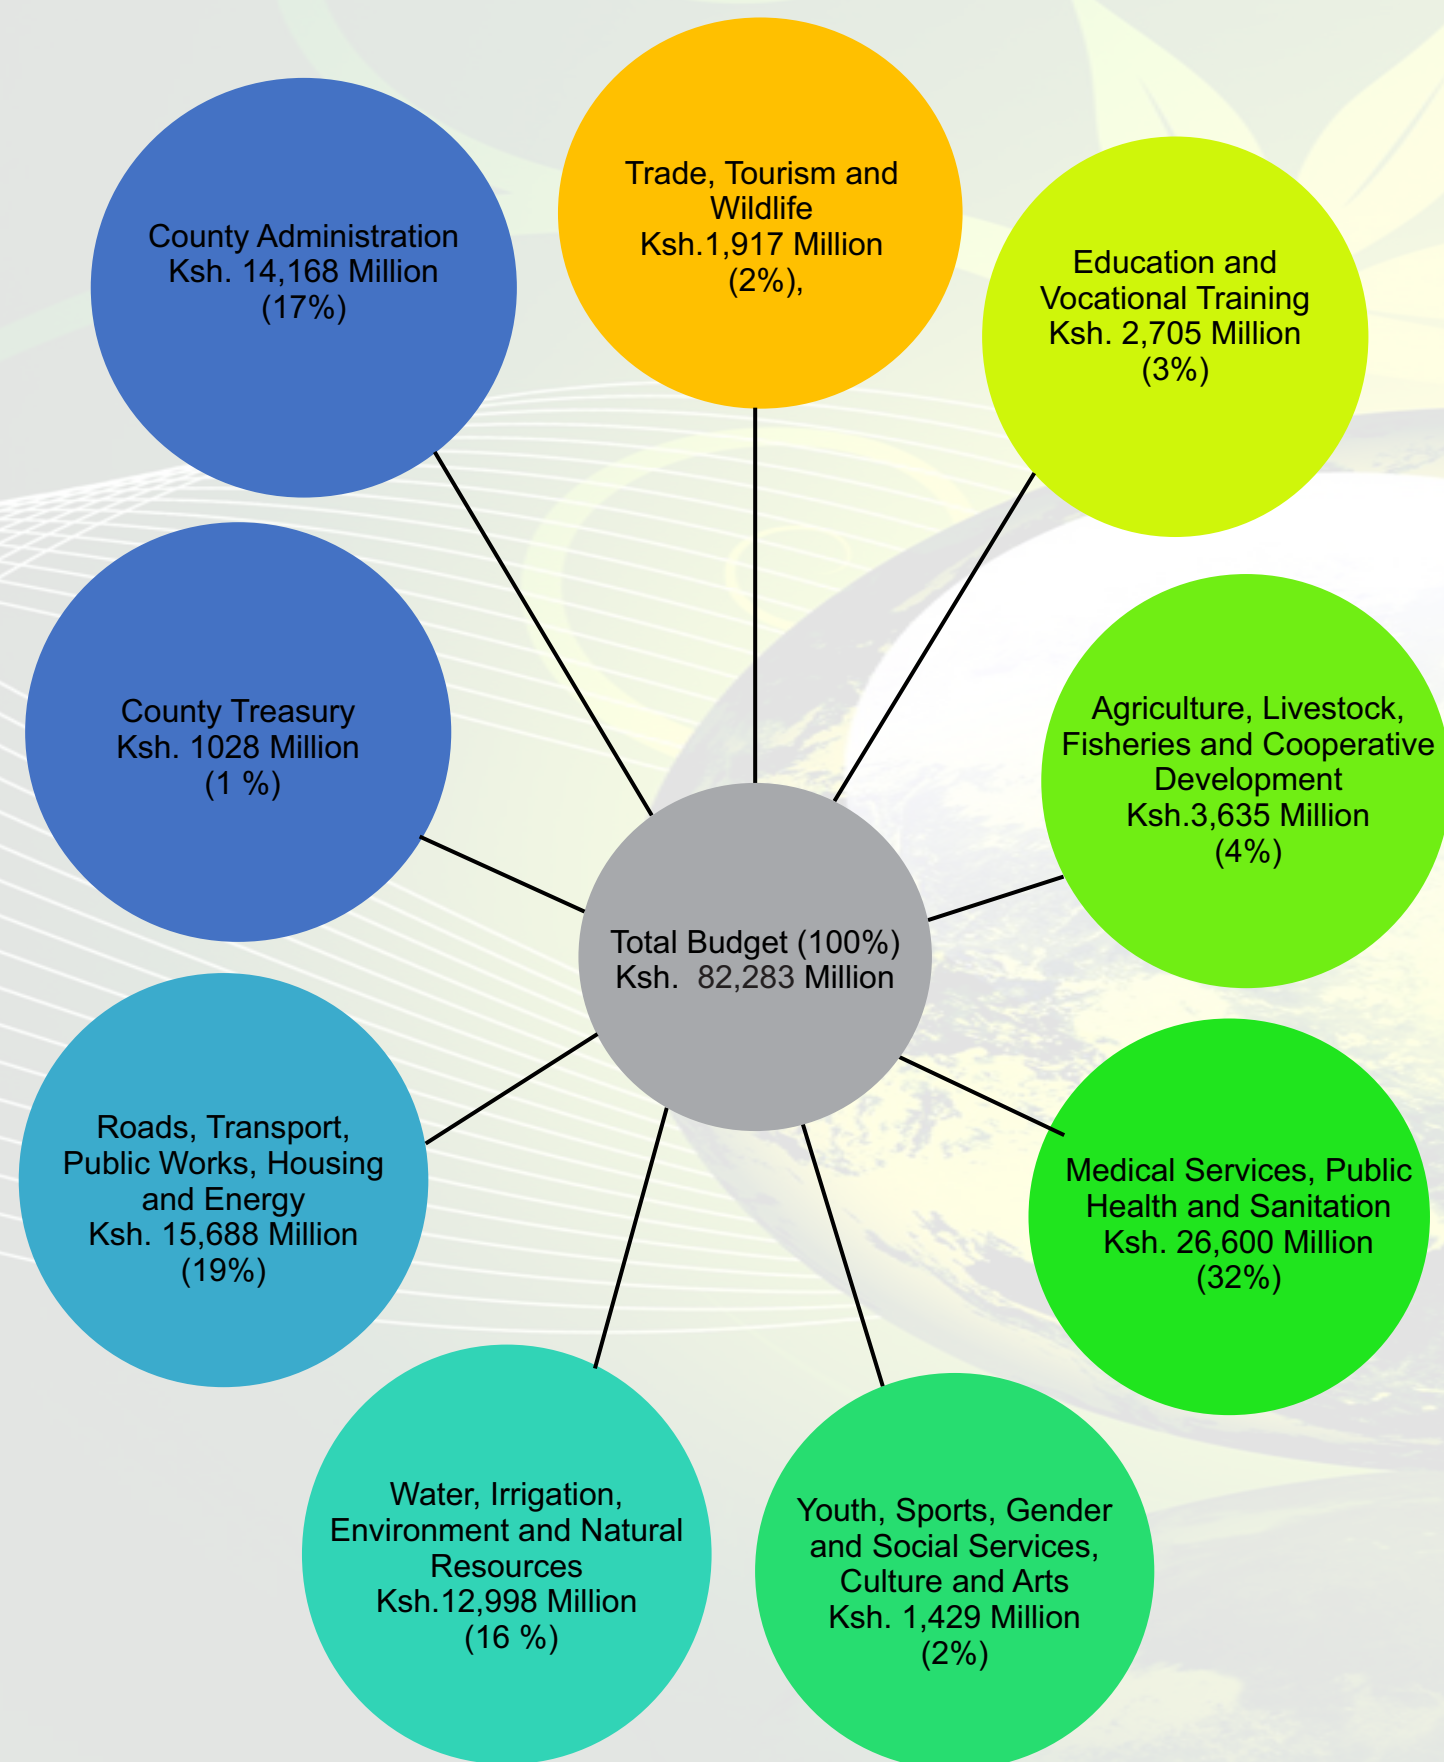 Trade, Tourism and
Wildlife
Ksh.1,917 Million
(2%),
County Administration
Ksh. 14,168 Million
(17%)
Education and
Vocational Training
Ksh. 2,705 Million
(3%)
County Treasury
Ksh. 1028 Million
(1 %)
Agriculture, Livestock,
Fisheries and Cooperative
Development
Ksh.3,635 Million
(4%)
Total Budget (100%)
Ksh.  82,283 Million
Roads, Transport,
Public Works, Housing
and Energy
Ksh. 15,688 Million
(19%)
Medical Services, Public
Health and Sanitation
Ksh. 26,600 Million
(32%)
Water, Irrigation,
Environment and Natural
Resources
Ksh.12,998 Million
(16 %)
Youth, Sports, Gender
and Social Services,
Culture and Arts
Ksh. 1,429 Million
(2%)